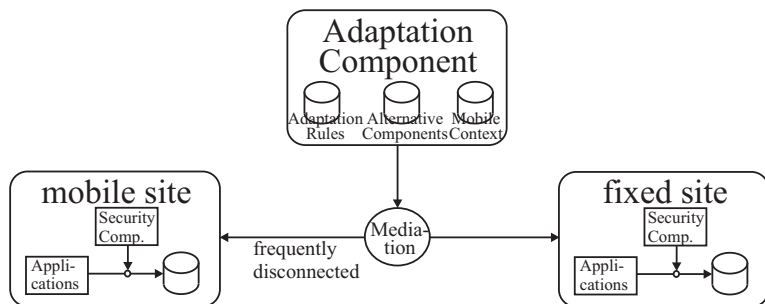 Adaptation
Component
Adaptation
Rules
Alternative
Components
Mobile
Context
mobile site
Security
Comp.
Appli-
cations
Media-
tion
frequently
disconnected
fixed site
Security
Comp.
Appli-
cations